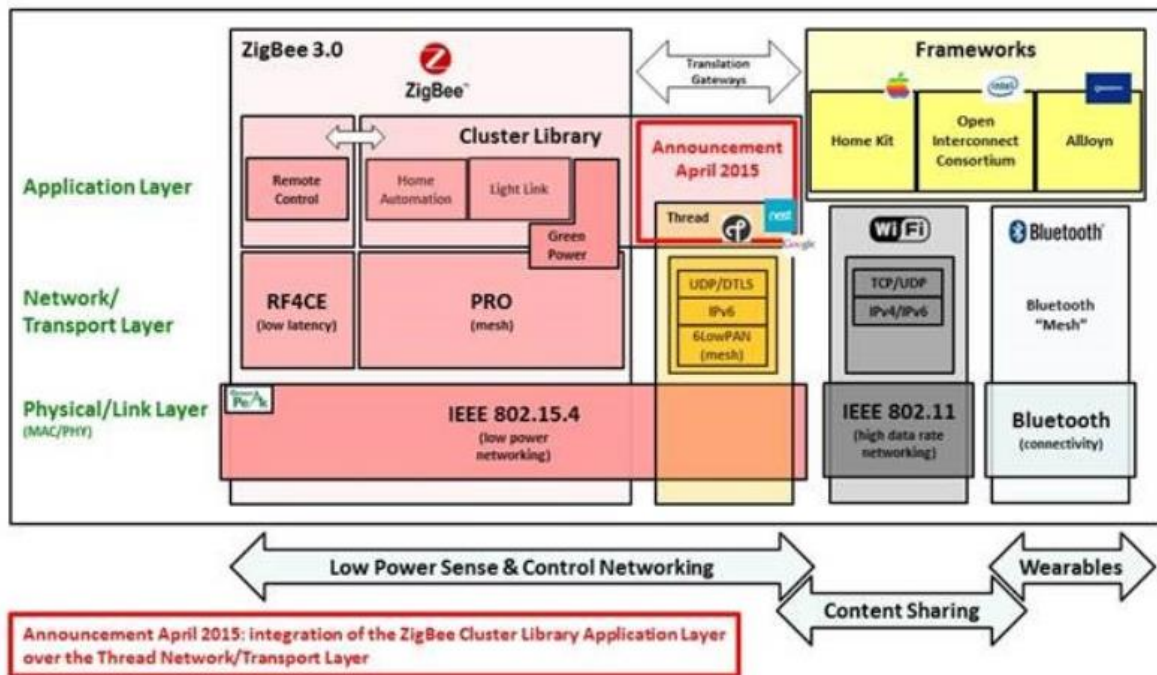 ZigBee 3.0
ZigBee™
Translation
Gateways
Frameworks
intel
Home Kit
Open
Interconnect
Consortium
AllJoyn
Application Layer
Cluster Library
Remote
Control
Home
Automation
Light Link
Green
Power
Announcement
April 2015
Thread
nest
Google
WiFi
Bluetooth
Network/
Transport Layer
RF4CE
(low latency)
PRO
(mesh)
UDP/DTLS
IPv6
6LowPAN
(mesh)
TCP/UDP
IPv4/IPv6
Bluetooth
"Mesh"
Physical/Link Layer
(MAC/PHY)
IEEE 802.15.4
(low power
networking)
IEEE 802.11
(high data rate
networking)
Bluetooth
(connectivity)
Low Power Sense & Control Networking
Content Sharing
Wearables
Announcement April 2015: integration of the ZigBee Cluster Library Application Layer
over the Thread Network/Transport Layer